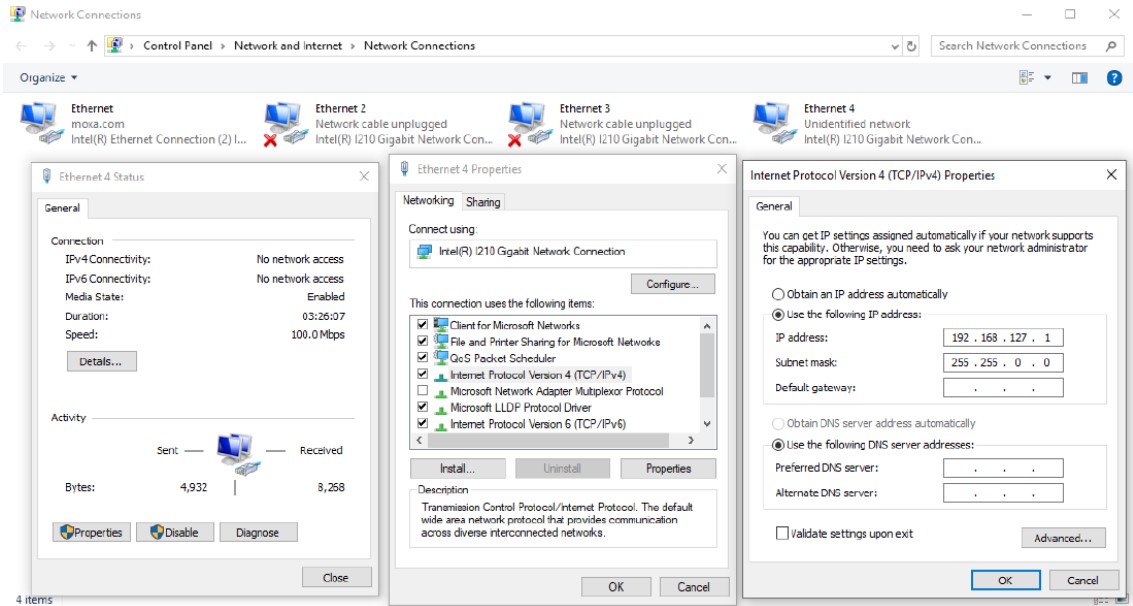 Network Connections
Control Panel > Network and Internet > Network Connections
Search Network Connections
Organize
Ethernet
moxa.com
Intel(R) Ethernet Connection (2) I...
Ethernet 2
Network cable unplugged
Intel(R) I210 Gigabit Network Con...
Ethernet 3
Network cable unplugged
Intel(R) I210 Gigabit Network Con...
Ethernet 4
Unidentified network
Intel(R) I210 Gigabit Network Con...
Ethernet 4 Status
General
Connection
IPv4 Connectivity: No network access
IPv6 Connectivity: No network access
Media State: Enabled
Duration: 03:26:07
Speed: 100.0 Mbps
Details...
Activity
Sent — — Received
Bytes: 4,932 | 8,268
Properties Disable Diagnose
Close
Ethernet 4 Properties
Networking Sharing
Connect using:
Intel(R) I210 Gigabit Network Connection
Configure...
This connection uses the following items:
Client for Microsoft Networks
File and Printer Sharing for Microsoft Networks
QoS Packet Scheduler
Internet Protocol Version 4 (TCP/IPv4)
Microsoft Network Adapter Multiplexor Protocol
Microsoft LLDP Protocol Driver
Internet Protocol Version 6 (TCP/IPv6)
Install... Uninstall Properties
Description
Transmission Control Protocol/Internet Protocol. The default
wide area network protocol that provides communication
across diverse interconnected networks.
OK Cancel
Internet Protocol Version 4 (TCP/IPv4) Properties
General
You can get IP settings assigned automatically if your network supports
this capability. Otherwise, you need to ask your network administrator
for the appropriate IP settings.
Obtain an IP address automatically
Use the following IP address:
IP address: 192 . 168 . 127 . 1
Subnet mask: 255 . 255 . 0 . 0
Default gateway: . . .
Obtain DNS server address automatically
Use the following DNS server addresses:
Preferred DNS server: . . .
Alternate DNS server: . . .
Validate settings upon exit
Advanced...
OK Cancel
4 items